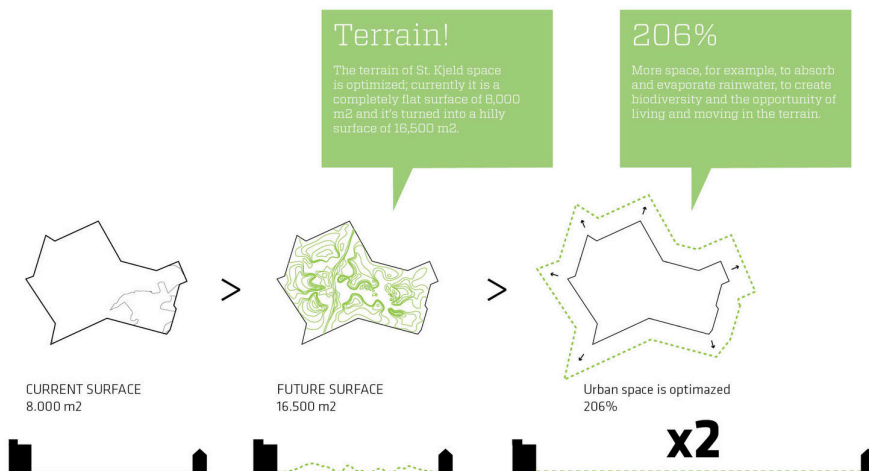 Terrain!
The terrain of St. Kjeld space
is optimized; currently it is a
completely flat surface of 8,000
m2 and it's turned into a hilly
surface of 16,500 m2.
206%
More space, for example, to absorb
and evaporate rainwater, to create
biodiversity and the opportunity of
living and moving in the terrain.
>
>
CURRENT SURFACE
8.000 m2
FUTURE SURFACE
16.500 m2
Urban space is optimazed
206%
x2